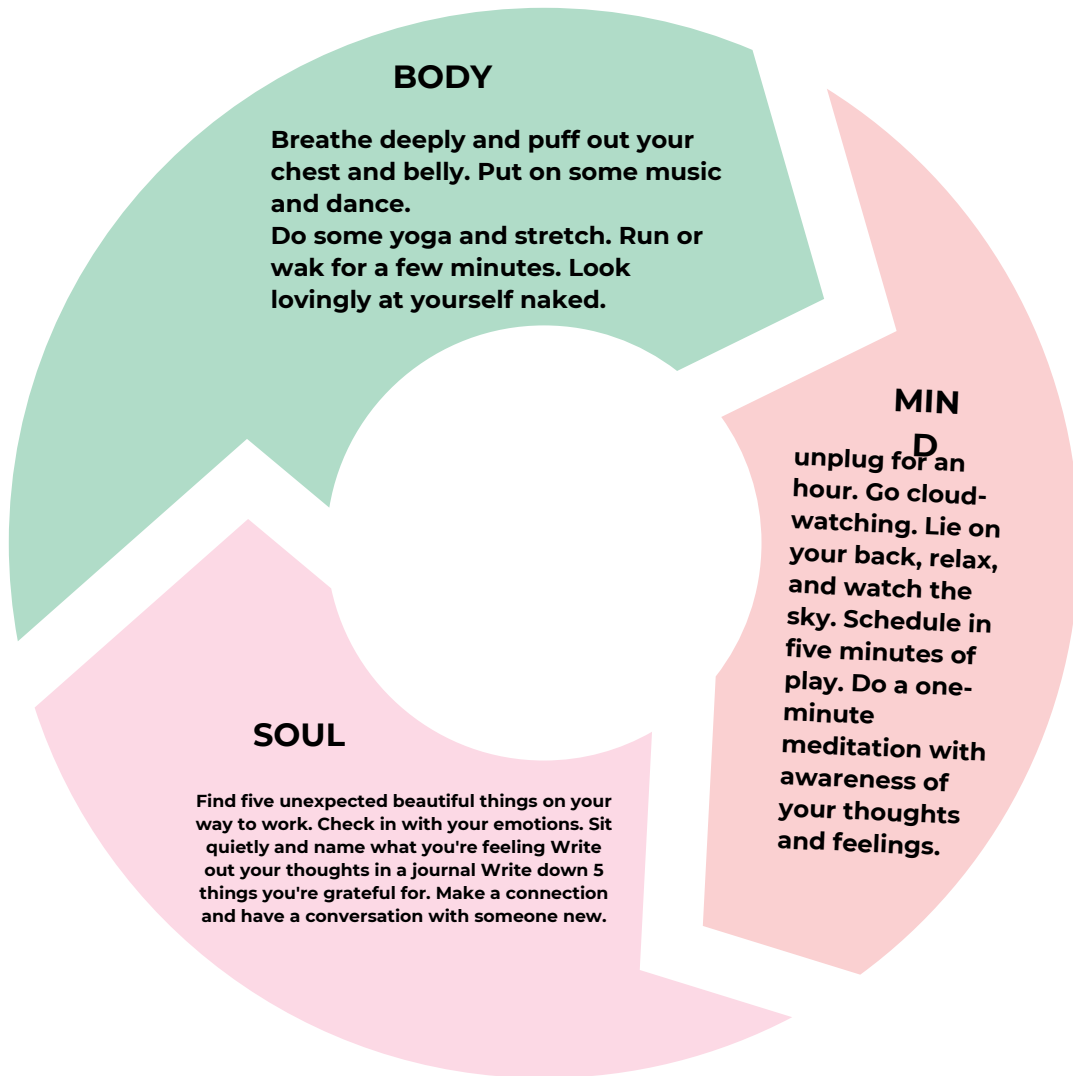 BODY
Breathe deeply and puff out your
chest and belly. Put on some music
and dance.
Do some yoga and stretch. Run or
wak for a few minutes. Look
lovingly at yourself naked.
MIN
D
unplug for an
hour. Go cloud-
watching. Lie on
your back, relax,
and watch the
sky. Schedule in
five minutes of
play. Do a one-
minute
meditation with
awareness of
your thoughts
and feelings.
SOUL
Find five unexpected beautiful things on your
way to work. Check in with your emotions. Sit
quietly and name what you're feeling Write
out your thoughts in a journal Write down 5
things you're grateful for. Make a connection
and have a conversation with someone new.